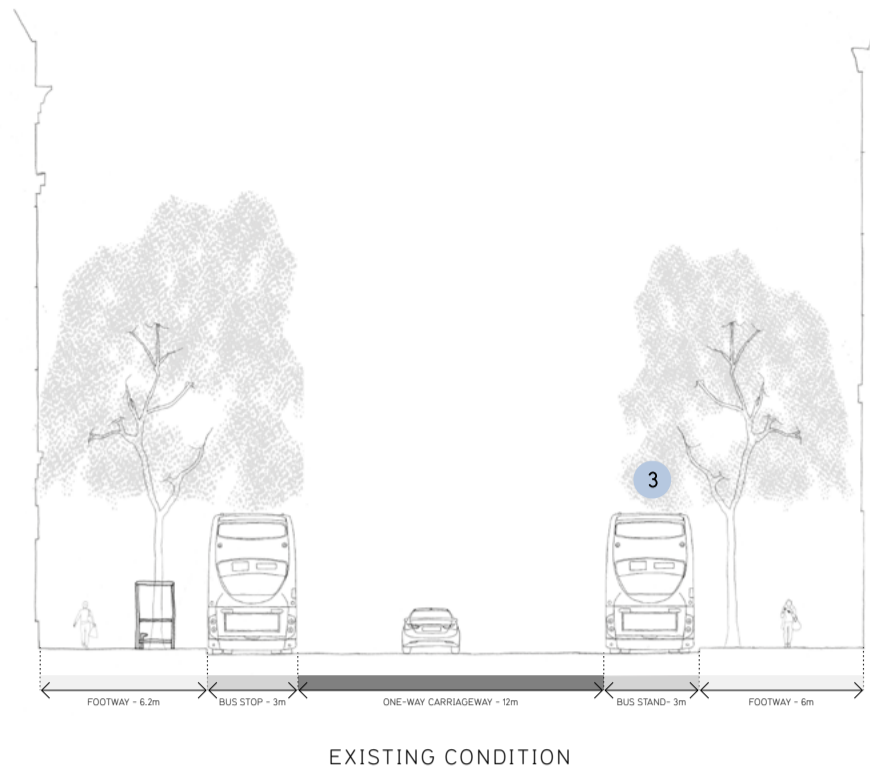 3
FOOTWAY - 6.2m
BUS STOP - 3m
ONE-WAY CARRIAGEWAY - 12m
BUS STAND- 3m
FOOTWAY - 6m
EXISTING CONDITION